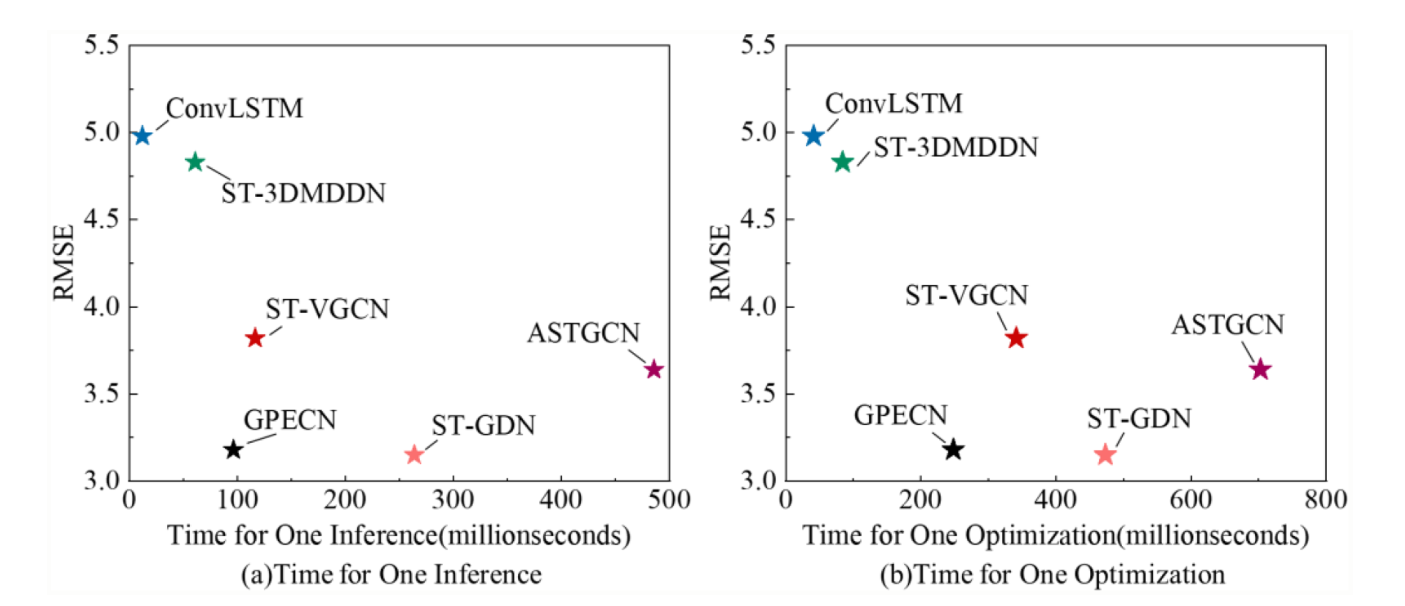 5.5
5.0
4.5
4.0
3.5
3.0
RMSE
ConvLSTM
ST-3DMDDN
ST-VGCN
ASTGCN
GPECN
ST-GDN
0 100 200 300 400 500
Time for One Inference(millionseconds)
(a)Time for One Inference
5.5
5.0
4.5
4.0
3.5
3.0
RMSE
ConvLSTM
ST-3DMDDN
ST-VGCN
ASTGCN
GPECN
ST-GDN
0 200 400 600 800
Time for One Optimization(millionseconds)
(b)Time for One Optimization